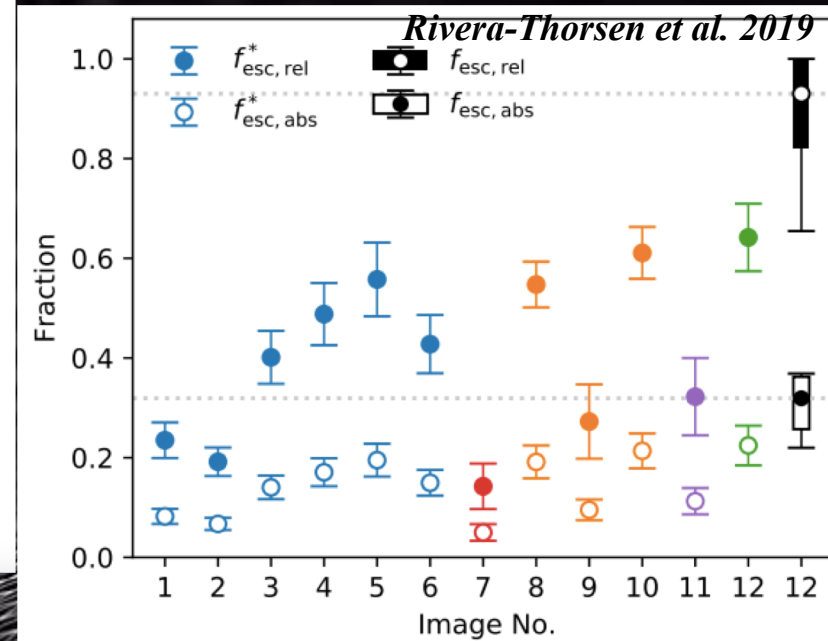 Rivera-Thorsen et al. 2019
f*esc, rel
f*esc, abs
fesc, rel
fesc, abs
Fraction
1.0
0.8
0.6
0.4
0.2
0.0
1 2 3 4 5 6 7 8 9 10 11 12 12
Image No.